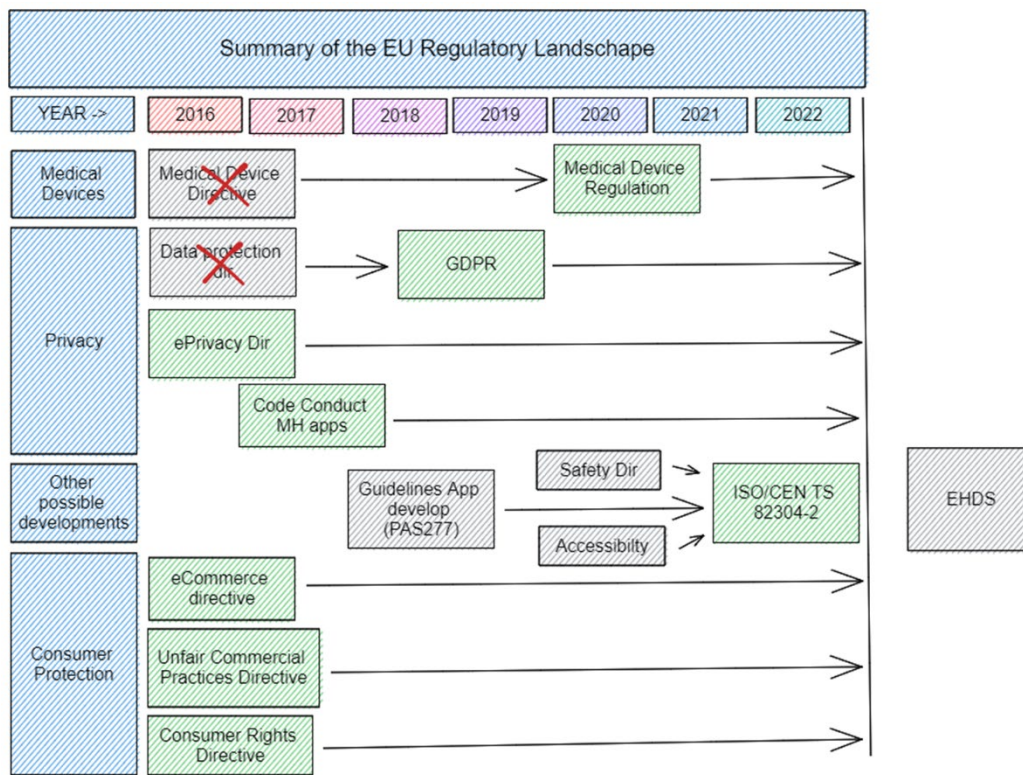 Summary of the EU Regulatory Landschape
YEAR -> 2016 2017 2018 2019 2020 2021 2022
Medical
Devices
Medical Device
Directive
Medical Device
Regulation
Privacy
Data protection
dir
GDPR
ePrivacy Dir
Code Conduct
MH apps
Other
possible
developments
Guidelines App
develop
(PAS277)
Safety Dir
Accessibilty
ISO/CEN TS
82304-2
EHDS
Consumer
Protection
eCommerce
directive
Unfair Commercial
Practices Directive
Consumer Rights
Directive